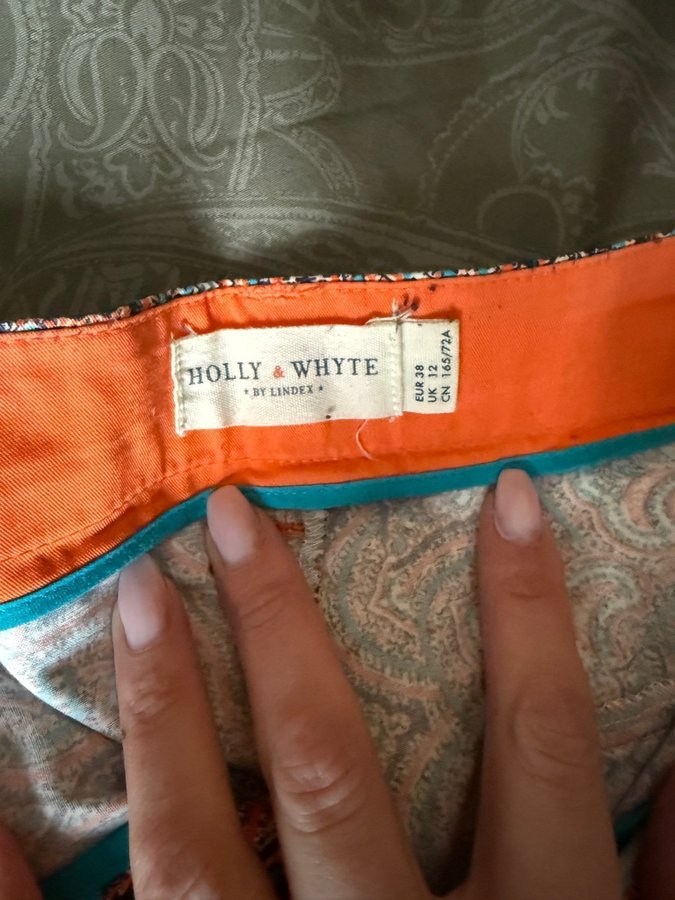 HOLLY & WHYTE
★ BY LINDEX ★
EUR 38
UK 12
CN 165/72A